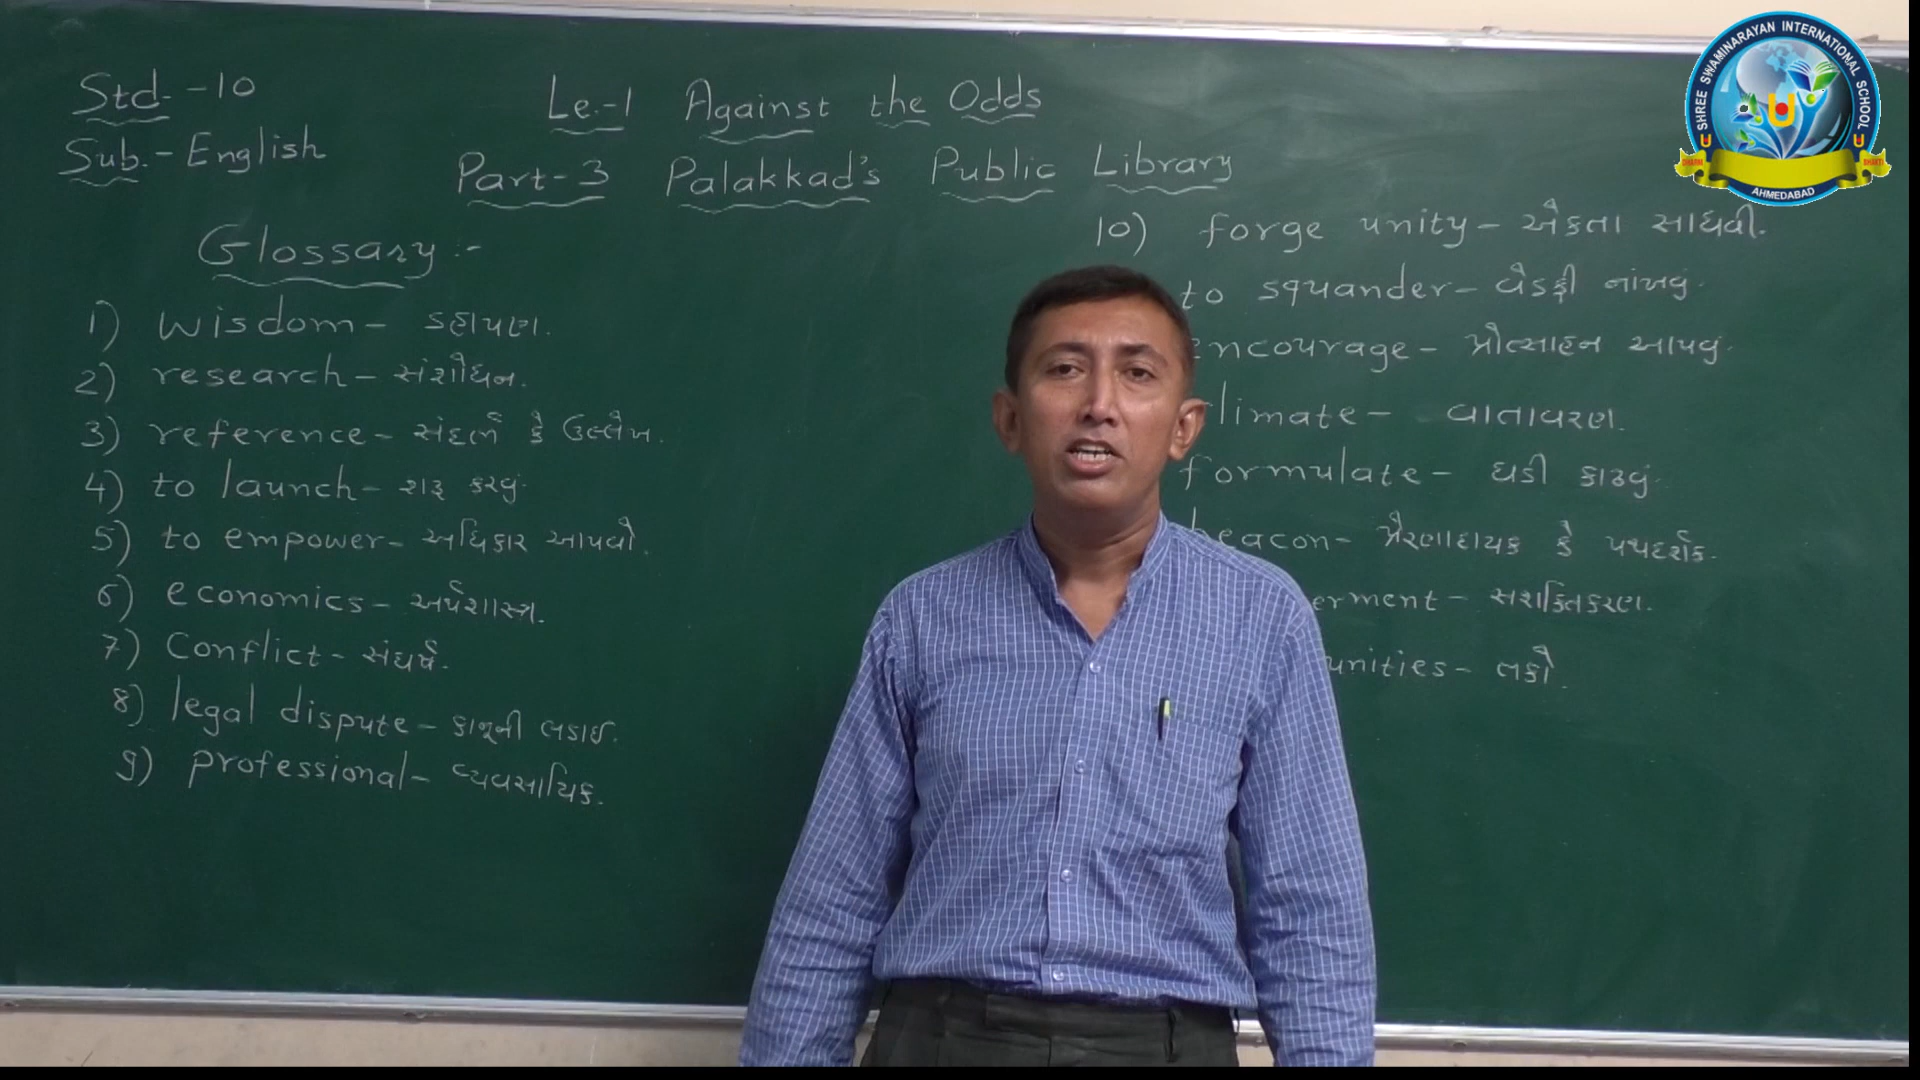 Std.-10
Sub.-English
Le.-1 Against the Odds
Part-3 Palakkad's Public Library
Glossary:-
1) wisdom- ડહાપણ.
2) research- સંશોધન.
3) reference- સંદર્ભ કે ઉલ્લેખ.
4) to launch- શરૂ કરવું.
5) to empower- અધિકાર આપવો.
6) economics- અર્થશાસ્ત્ર.
7) Conflict- સંઘર્ષ.
8) legal dispute- કાનૂની લડાઈ.
9) professional- વ્યવસાયિક.
10) forge unity- એકતા સાધવી.
to squander- વેડફી નાંખવું.
encourage- પ્રોત્સાહન આપવું.
limate- વાતાવરણ.
formulate- ઘડી કાઢવું.
beacon- પ્રેરણાદાયક કે પથદર્શક.
erment- સશક્તિકરણ.
unities- તકો.
SHREE SWAMINARAYAN INTERNATIONAL SCHOOL
DHARM BHAKTI
AHMEDABAD